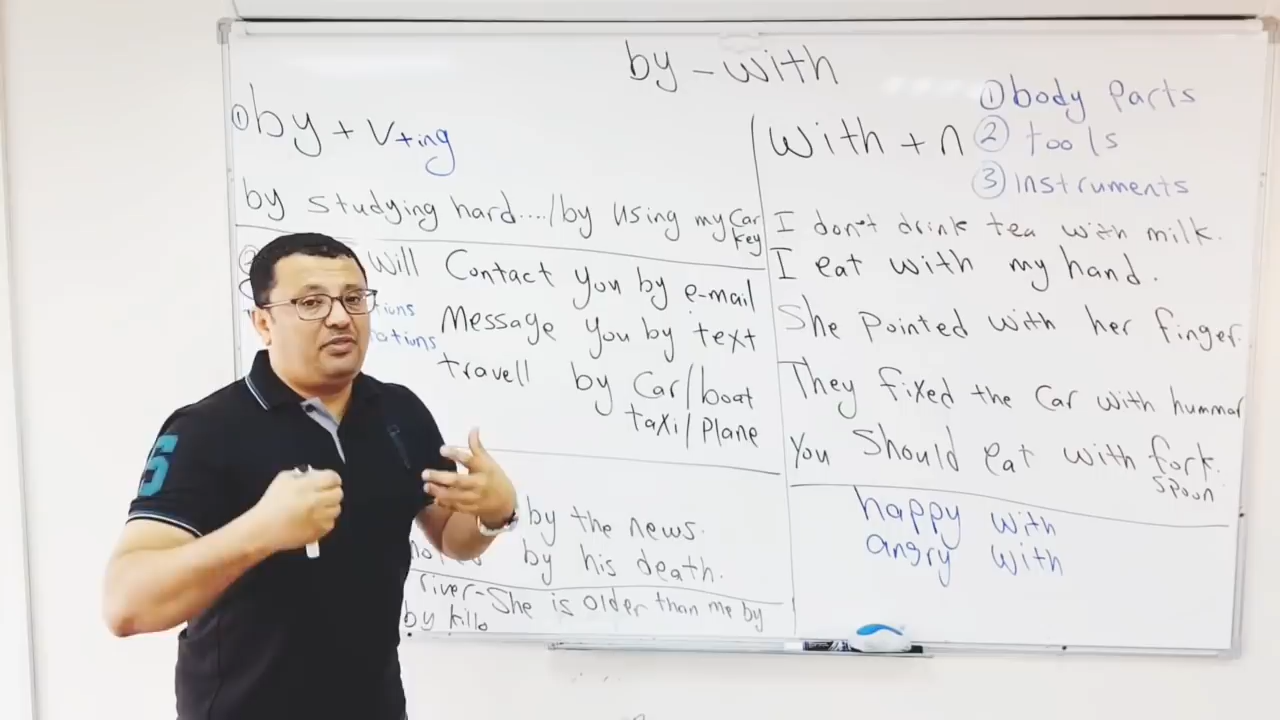 by - with
① by + V+ing
by studying hard..../by using my car key
will Contact you by e-mail
Message you by text
travell by Car/boat
taxi/Plane
by the news.
by his death.
river-She is older than me by
by kilo
with + n
① body parts
② tools
③ instruments
I don't drink tea with milk.
I eat with my hand.
She Pointed with her finger.
They fixed the Car with hummar
You Should eat with fork.
spoon
happy with
angry with
5